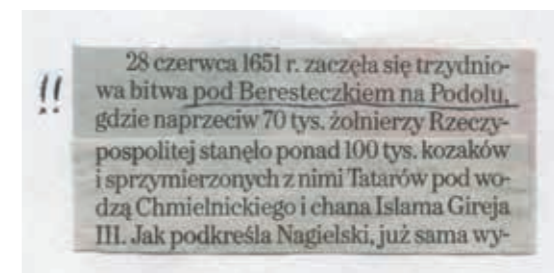 28 czerwca 1651 r. zaczęła się trzydnio-
!! wa bitwa pod Beresteczkiem na Podolu,
gdzie naprzeciw 70 tys. żołnierzy Rzeczy-
pospolitej stanęło ponad 100 tys. kozaków
i sprzymierzonych z nimi Tatarów pod wo-
dzą Chmielnickiego i chana Islama Gireja
III. Jak podkreśla Nagielski, już sama wy-